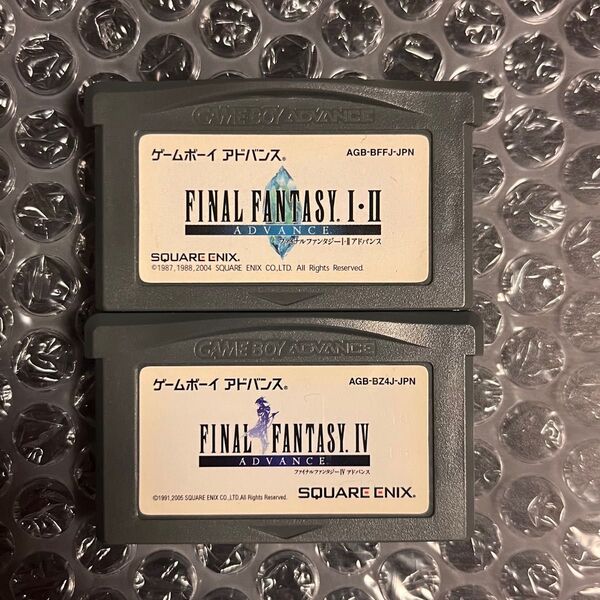 GAME BOY ADVANCE
ゲームボーイ アドバンス®
AGB-BFFJ-JPN
FINAL FANTASY® I・II
ADVANCE
ファイナルファンタジーI・II アドバンス
SQUARE ENIX®
©1987,1988,2004 SQUARE ENIX CO.,LTD. All Rights Reserved.
GAME BOY ADVANCE
ゲームボーイ アドバンス®
AGB-BZ4J-JPN
FINAL FANTASY® IV
ADVANCE
ファイナルファンタジーIV アドバンス
©1991,2005 SQUARE ENIX CO.,LTD.All Rights Reserved.
SQUARE ENIX®